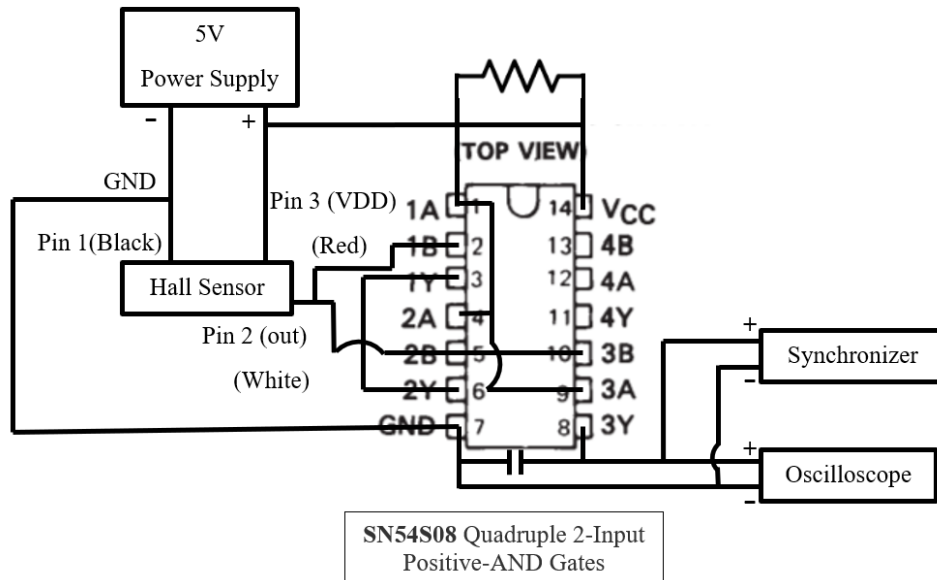 5V
Power Supply
-
+
GND
Pin 3 (VDD)
Pin 1(Black)
(Red)
Hall Sensor
Pin 2 (out)
(White)
(TOP VIEW)
1A 1 14 VCC
1B 2 13 4B
1Y 3 12 4A
2A 4 11 4Y
2B 5 10 3B
2Y 6 9 3A
GND 7 8 3Y
+
Synchronizer
-
+
Oscilloscope
-
SN54S08 Quadruple 2-Input
Positive-AND Gates